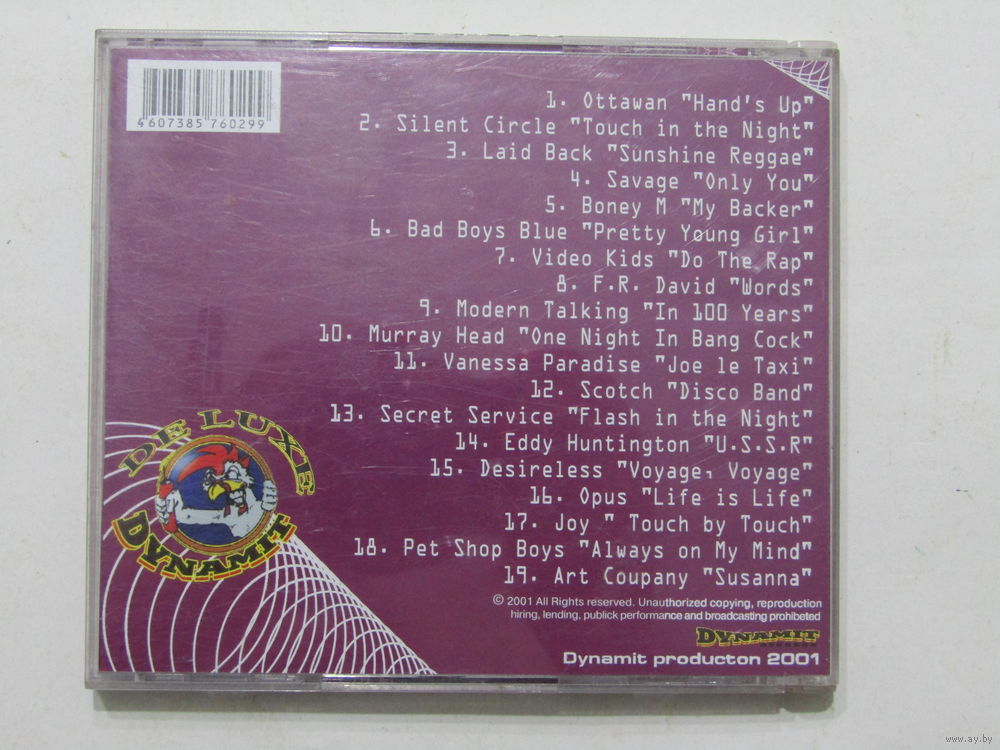 4607385 760299
1. Ottawan "Hand's Up"
2. Silent Circle "Touch in the Night"
3. Laid Back "Sunshine Reggae"
4. Savage "Only You"
5. Boney M "My Backer"
6. Bad Boys Blue "Pretty Young Girl"
7. Video Kids "Do The Rap"
8. F.R. David "Words"
9. Modern Talking "In 100 Years"
10. Murray Head "One Night In Bang Cock"
11. Vanessa Paradise "Joe le Taxi"
12. Scotch "Disco Band"
13. Secret Service "Flash in the Night"
14. Eddy Huntington "U.S.S.R"
15. Desireless "Voyage, Voyage"
16. Opus "Life is Life"
17. Joy " Touch by Touch"
18. Pet Shop Boys "Always on My Mind"
19. Art Coupany "Susanna"
DE LUXE
DYNAMIT
© 2001 All Rights reserved. Unauthorized copying, reproduction
hiring, lending, publick performance and broadcasting prohibeted
DYNAMIT
Dynamit producton 2001
www.ay.by